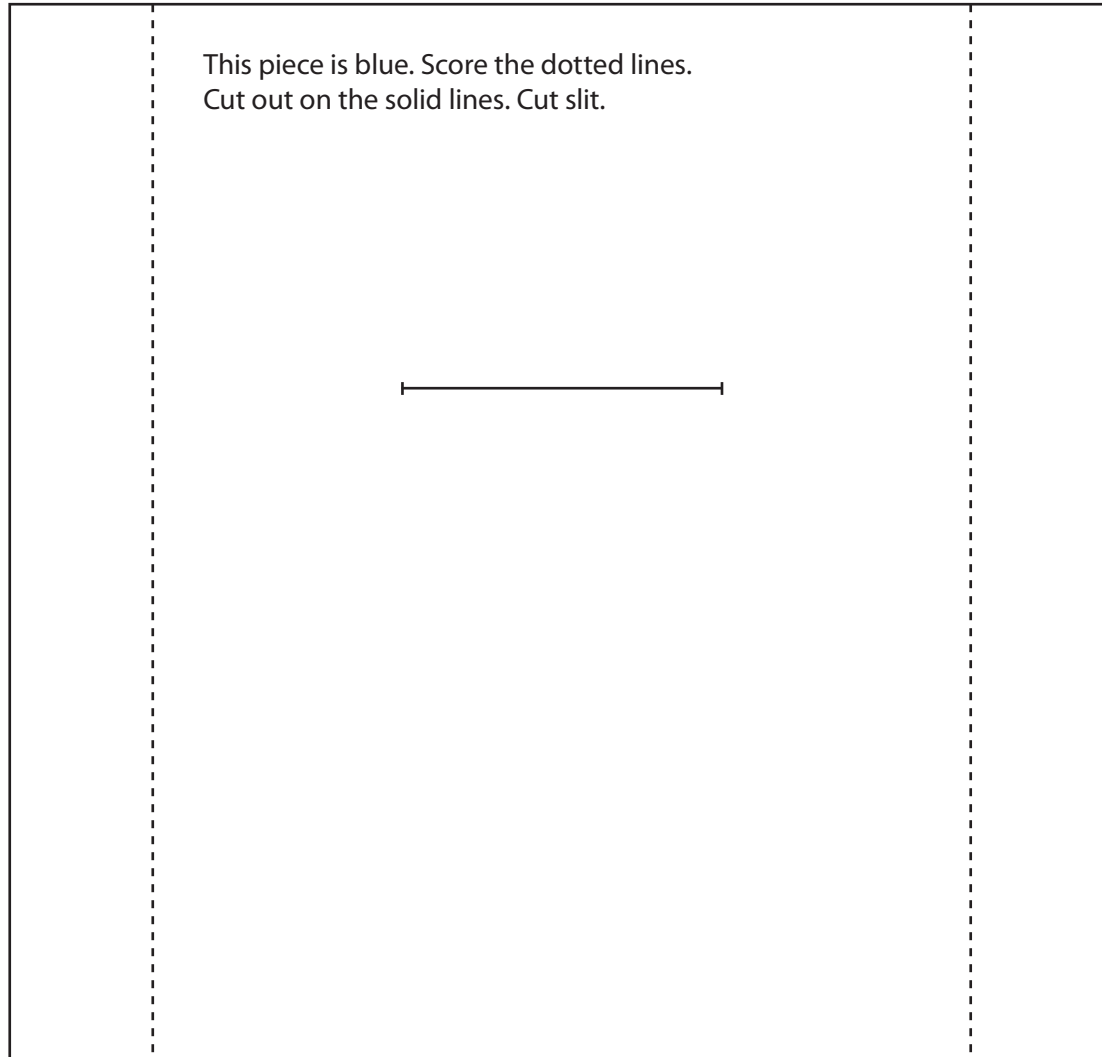 This piece is blue. Score the dotted lines.
Cut out on the solid lines. Cut slit.